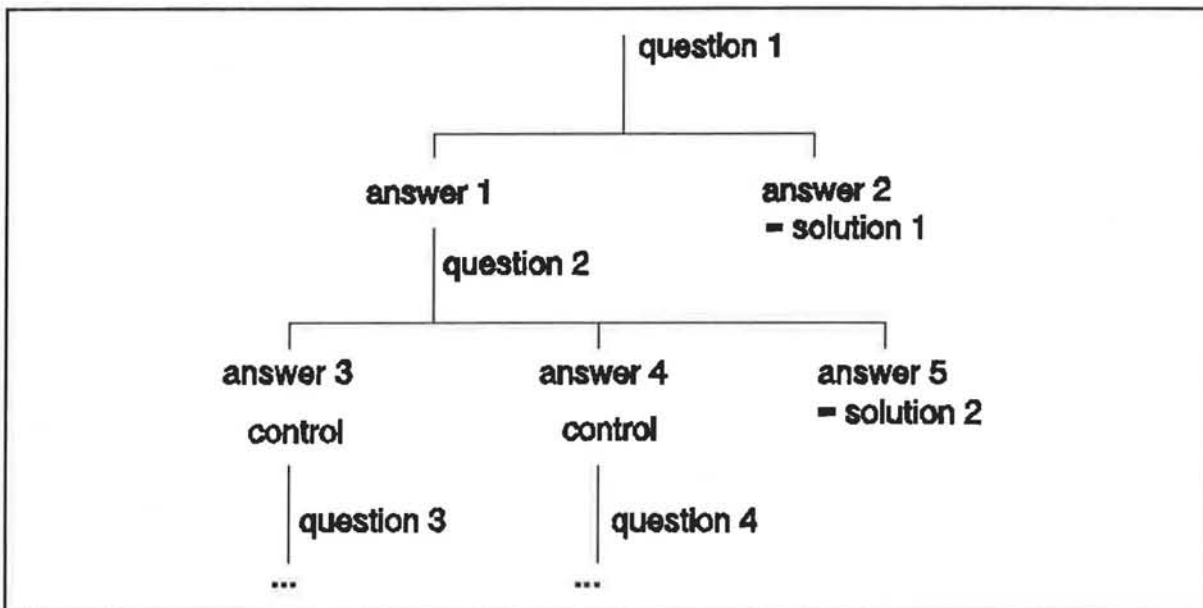 question 1
answer 1
answer 2
= solution 1
question 2
answer 3
answer 4
answer 5
= solution 2
control
control
question 3
question 4
...
...